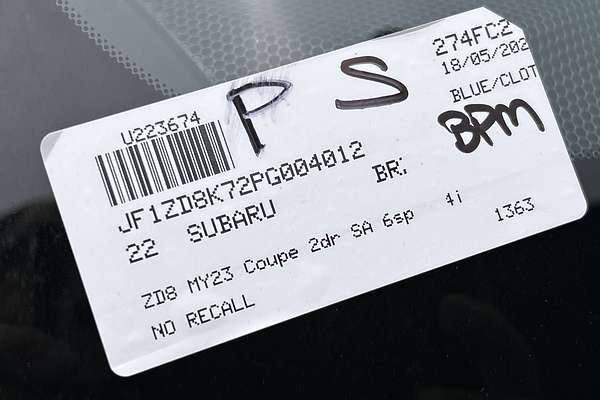 274FC2
18/05/202
U223674
P S
BLUE/CLOT
BPM
JF1ZD8K72PG004012
22 SUBARU BR:
ZD8 MY23 Coupe 2dr SA 6sp 4i 1363
NO RECALL